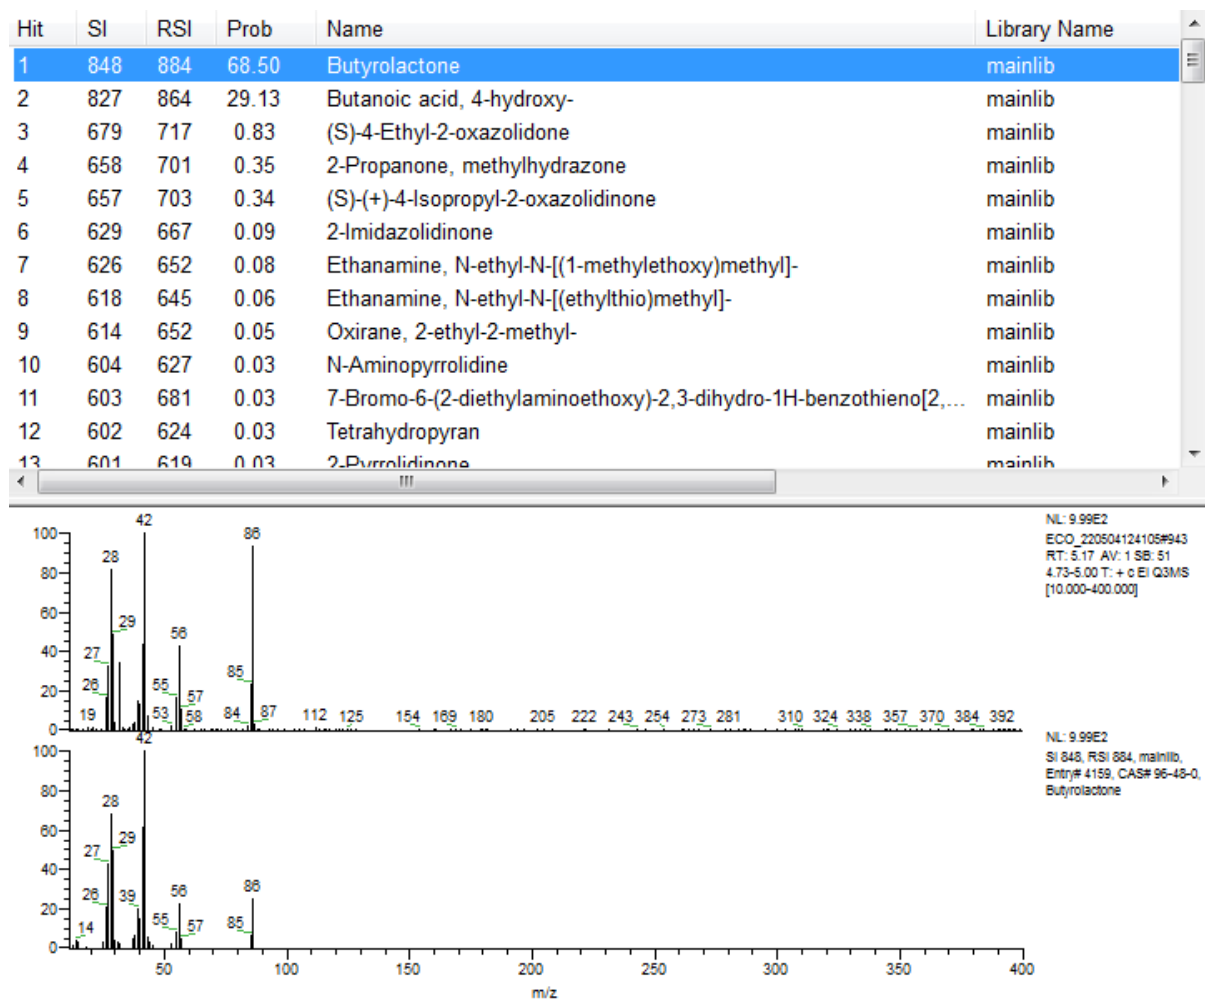 Hit SI RSI Prob Name Library Name
1 848 884 68.50 Butyrolactone mainlib
2 827 864 29.13 Butanoic acid, 4-hydroxy- mainlib
3 679 717 0.83 (S)-4-Ethyl-2-oxazolidone mainlib
4 658 701 0.35 2-Propanone, methylhydrazone mainlib
5 657 703 0.34 (S)-(+)-4-Isopropyl-2-oxazolidinone mainlib
6 629 667 0.09 2-Imidazolidinone mainlib
7 626 652 0.08 Ethanamine, N-ethyl-N-[(1-methylethoxy)methyl]- mainlib
8 618 645 0.06 Ethanamine, N-ethyl-N-[(ethylthio)methyl]- mainlib
9 614 652 0.05 Oxirane, 2-ethyl-2-methyl- mainlib
10 604 627 0.03 N-Aminopyrrolidine mainlib
11 603 681 0.03 7-Bromo-6-(2-diethylaminoethoxy)-2,3-dihydro-1H-benzothieno[2,... mainlib
12 602 624 0.03 Tetrahydropyran mainlib
13 601 619 0.03 2-Pyrrolidinone mainlib
NL: 9.99E2
ECO_220504124105#943
RT: 5.17 AV: 1 SB: 51
4.73-5.00 T: + c EI Q3MS
[10.000-400.000]
42
100
86
28
80
60
29
56
40
27
85
26
55
57
20
19
53
58
84
87
112
125
154
169
180
205
222
243
254
273
281
310
324
338
357
370
384
392
0
NL: 9.99E2
SI 848, RSI 884, mainlib,
Entry# 4159, CAS# 96-48-0,
Butyrolactone
42
100
80
28
60
29
27
40
26
39
56
86
20
14
55
57
85
0
50 100 150 200 250 300 350 400
m/z